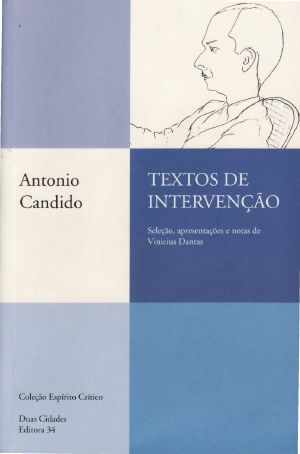 Antonio
Candido
TEXTOS DE
INTERVENÇÃO
Seleção, apresentações e notas de
Vinicius Dantas
Coleção Espírito Crítico
Duas Cidades
Editora 34